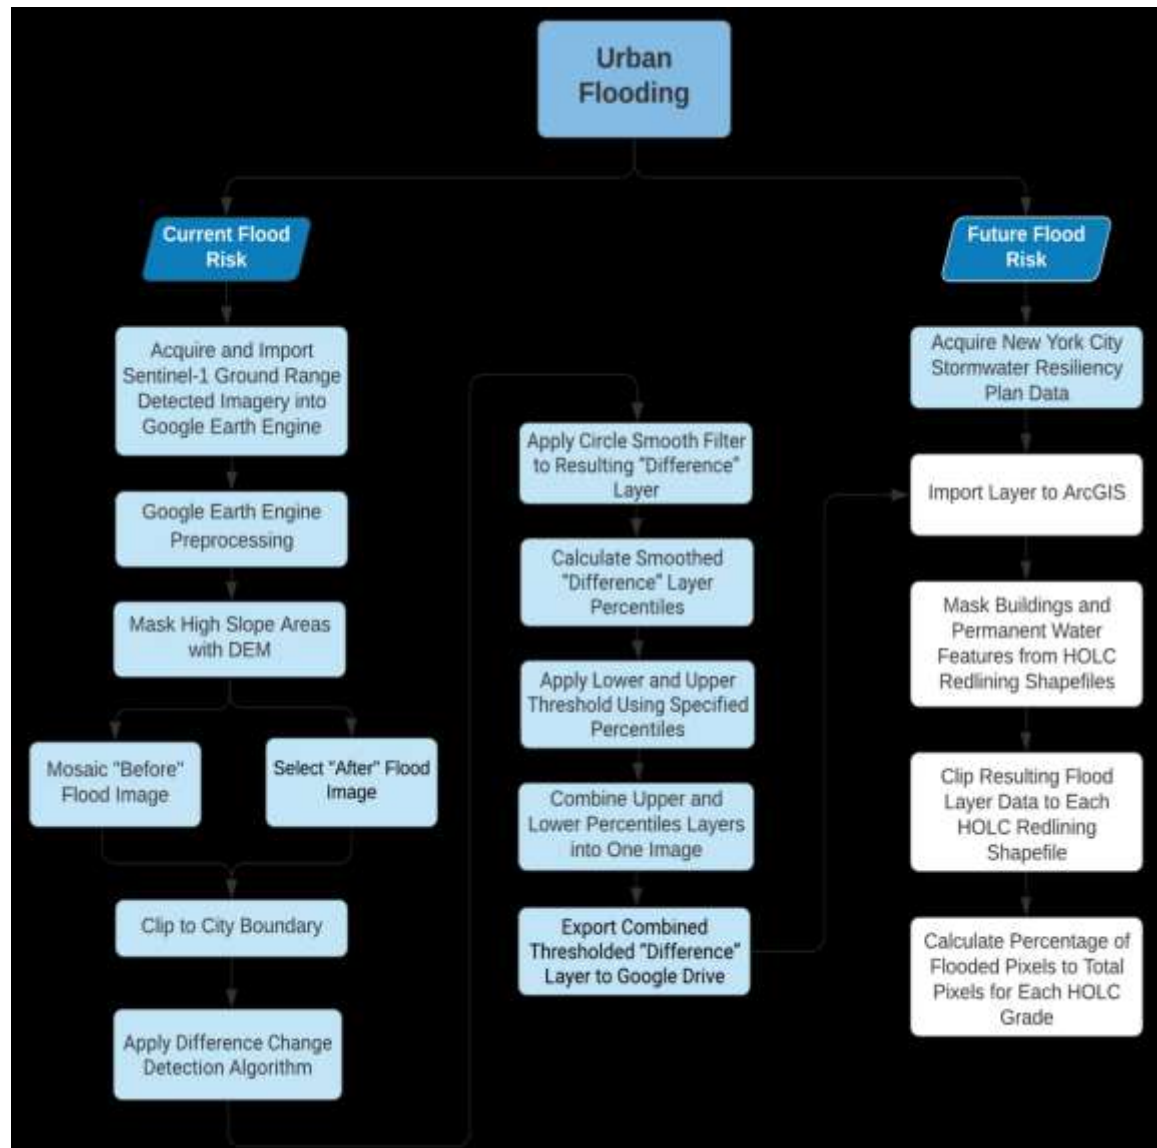 Urban
Flooding
Current Flood
Risk
Acquire and Import
Sentinel-1 Ground Range
Detected Imagery into
Google Earth Engine
Google Earth Engine
Preprocessing
Mask High Slope Areas
with DEM
Mosaic "Before"
Flood Image
Select "After" Flood
Image
Clip to City Boundary
Apply Difference Change
Detection Algorithm
Apply Circle Smooth Filter
to Resulting "Difference"
Layer
Calculate Smoothed
"Difference" Layer
Percentiles
Apply Lower and Upper
Threshold Using Specified
Percentiles
Combine Upper and
Lower Percentiles Layers
into One Image
Export Combined
Thresholded "Difference"
Layer to Google Drive
Future Flood
Risk
Acquire New York City
Stormwater Resiliency
Plan Data
Import Layer to ArcGIS
Mask Buildings and
Permanent Water
Features from HOLC
Redlining Shapefiles
Clip Resulting Flood
Layer Data to Each
HOLC Redlining
Shapefile
Calculate Percentage of
Flooded Pixels to Total
Pixels for Each HOLC
Grade